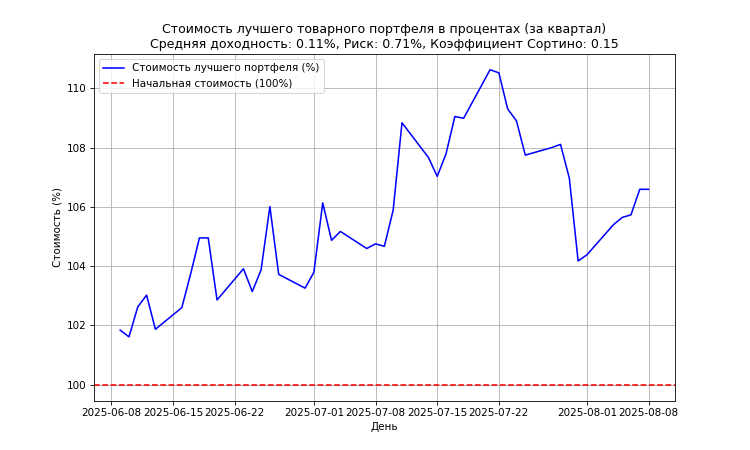 Стоимость лучшего товарного портфеля в процентах (за квартал)
Средняя доходность: 0.11%, Риск: 0.71%, Коэффициент Сортино: 0.15
Стоимость лучшего портфеля (%)
Начальная стоимость (100%)
Стоимость (%)
110
108
106
104
102
100
2025-06-08 2025-06-15 2025-06-22 2025-07-01 2025-07-08 2025-07-15 2025-07-22 2025-08-01 2025-08-08
День